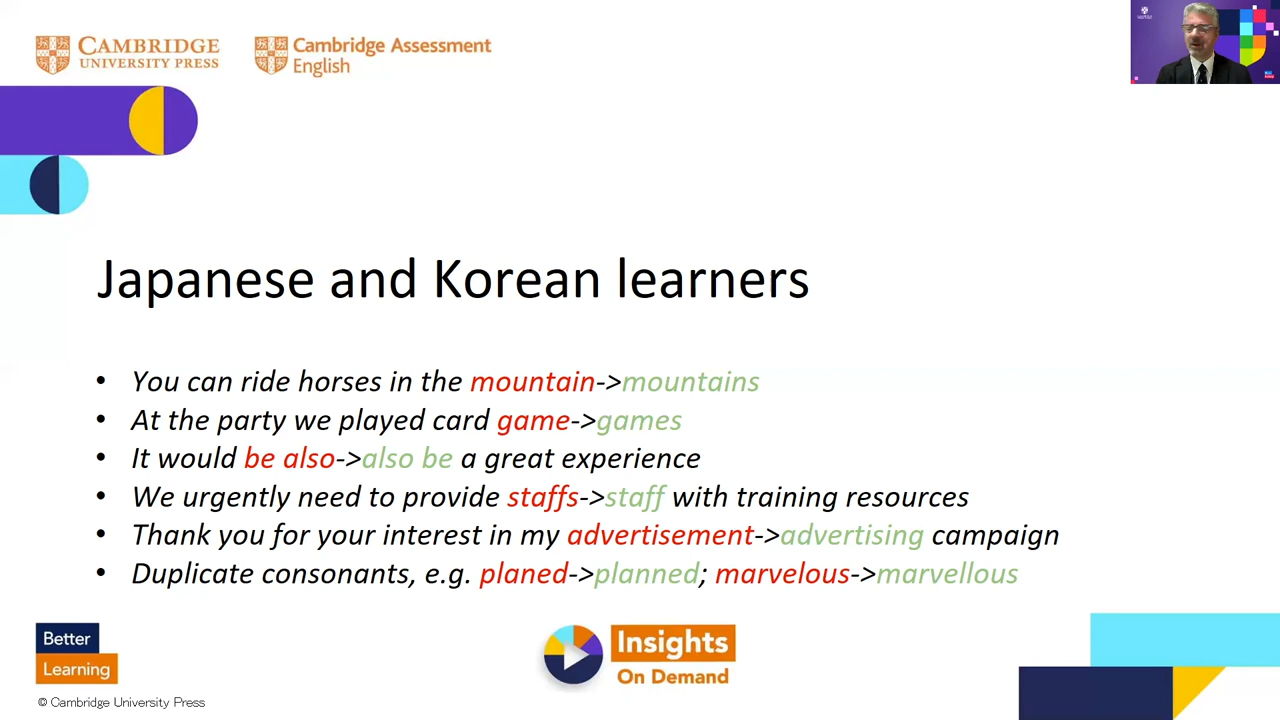 CAMBRIDGE
UNIVERSITY PRESS
Cambridge Assessment
English
Japanese and Korean learners
• You can ride horses in the mountain->mountains
• At the party we played card game->games
• It would be also->also be a great experience
• We urgently need to provide staffs->staff with training resources
• Thank you for your interest in my advertisement->advertising campaign
• Duplicate consonants, e.g. planed->planned; marvelous->marvellous
Better
Learning
Insights
On Demand
© Cambridge University Press